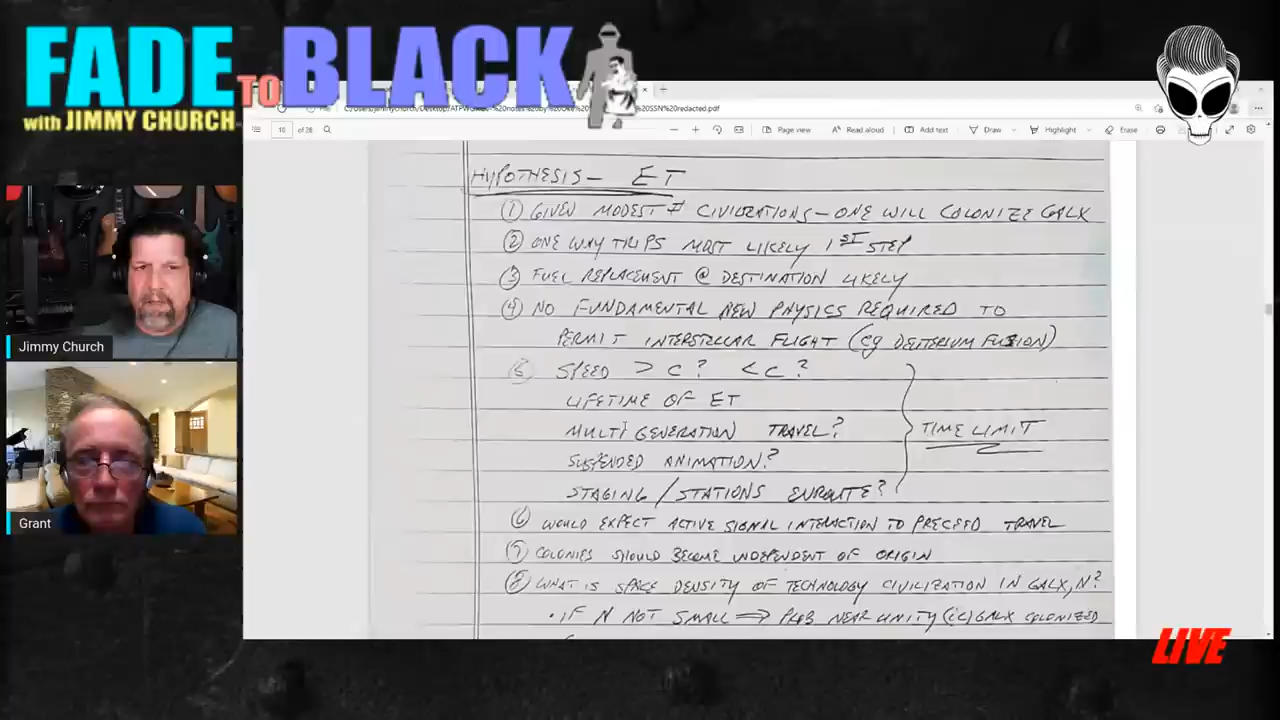 FADE TO BLACK
with JIMMY CHURCH
10 of 28
Page view
Read aloud
Add text
Draw
Highlight
Erase
HYPOTHESIS - ET
① GIVEN MODEST # CIVILIZATIONS - ONE WILL COLONIZE GALX
② ONE WAY TRIPS MOST LIKELY 1ST STEP
③ FUEL REPLACEMENT @ DESTINATION LIKELY
④ NO FUNDAMENTAL NEW PHYSICS REQUIRED TO
PERMIT INTERSTELLAR FLIGHT (eg DEUTERIUM FUSION)
⑤ SPEED > C? < C?
LIFETIME OF ET
MULTI GENERATION TRAVEL?
TIME LIMIT
SUSPENDED ANIMATION?
STAGING / STATIONS ENROUTE?
⑥ WOULD EXPECT ACTIVE SIGNAL INTERACTION TO PRECEED TRAVEL
⑦ COLONIES SHOULD BECOME INDEPENDENT OF ORIGIN
⑧ WHAT IS SPACE DENSITY OF TECHNOLOGY CIVILIZATION IN GALX, N?
· IF N NOT SMALL ⇒ PROB NEAR UNITY GALX COLONIZED
Jimmy Church
Grant
LIVE